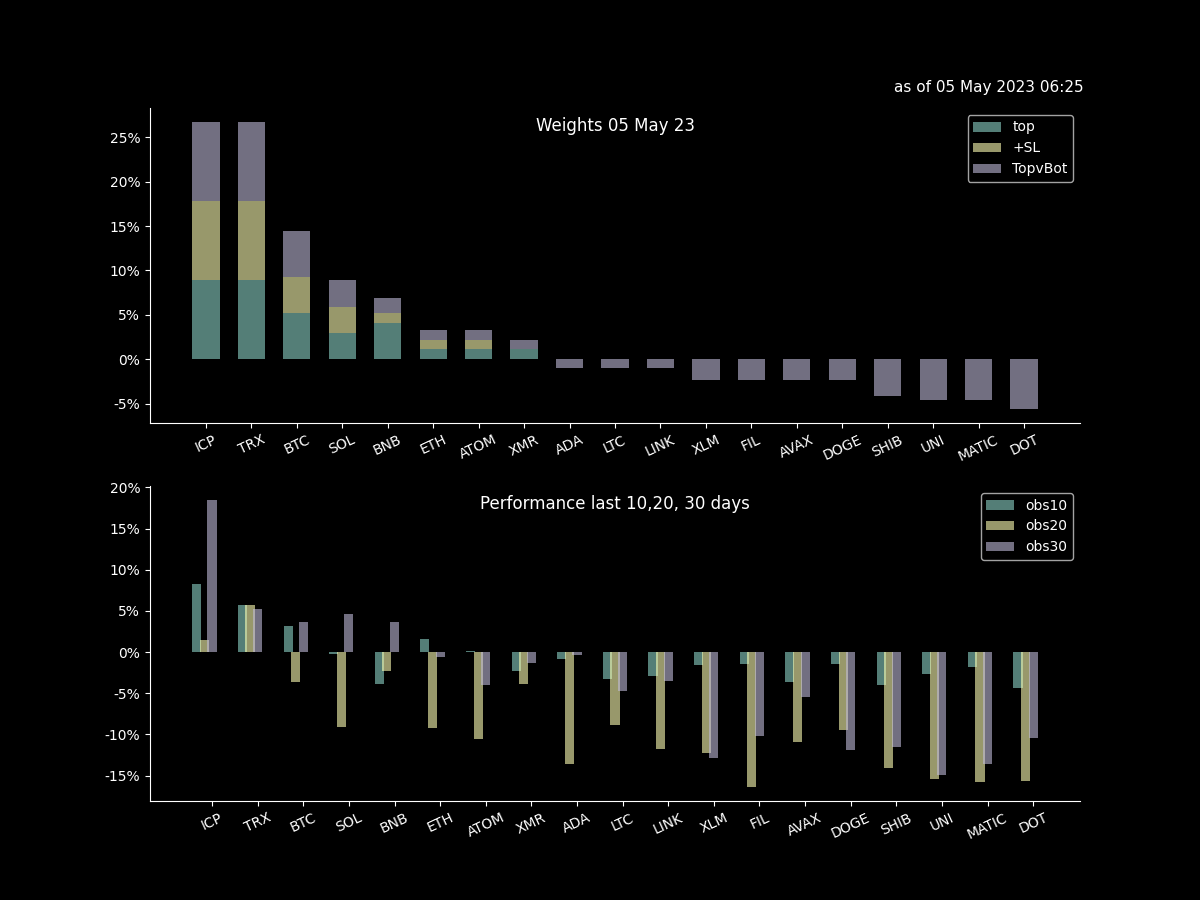 as of 05 May 2023 06:25
Weights 05 May 23
top
+SL
TopvBot
25%
20%
15%
10%
5%
0%
-5%
ICP TRX BTC SOL BNB ETH ATOM XMR ADA LTC LINK XLM FIL AVAX DOGE SHIB UNI MATIC DOT
Performance last 10,20, 30 days
obs10
obs20
obs30
20%
15%
10%
5%
0%
-5%
-10%
-15%
ICP TRX BTC SOL BNB ETH ATOM XMR ADA LTC LINK XLM FIL AVAX DOGE SHIB UNI MATIC DOT